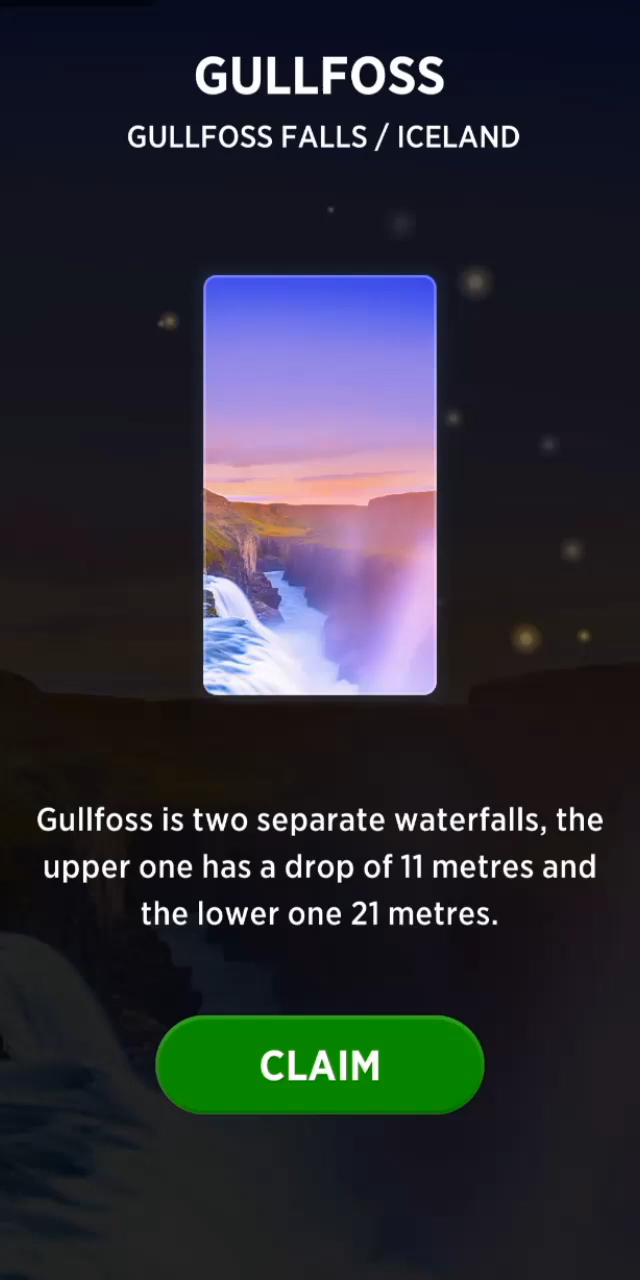 GULLFOSS
GULLFOSS FALLS / ICELAND
Gullfoss is two separate waterfalls, the
upper one has a drop of 11 metres and
the lower one 21 metres.
CLAIM